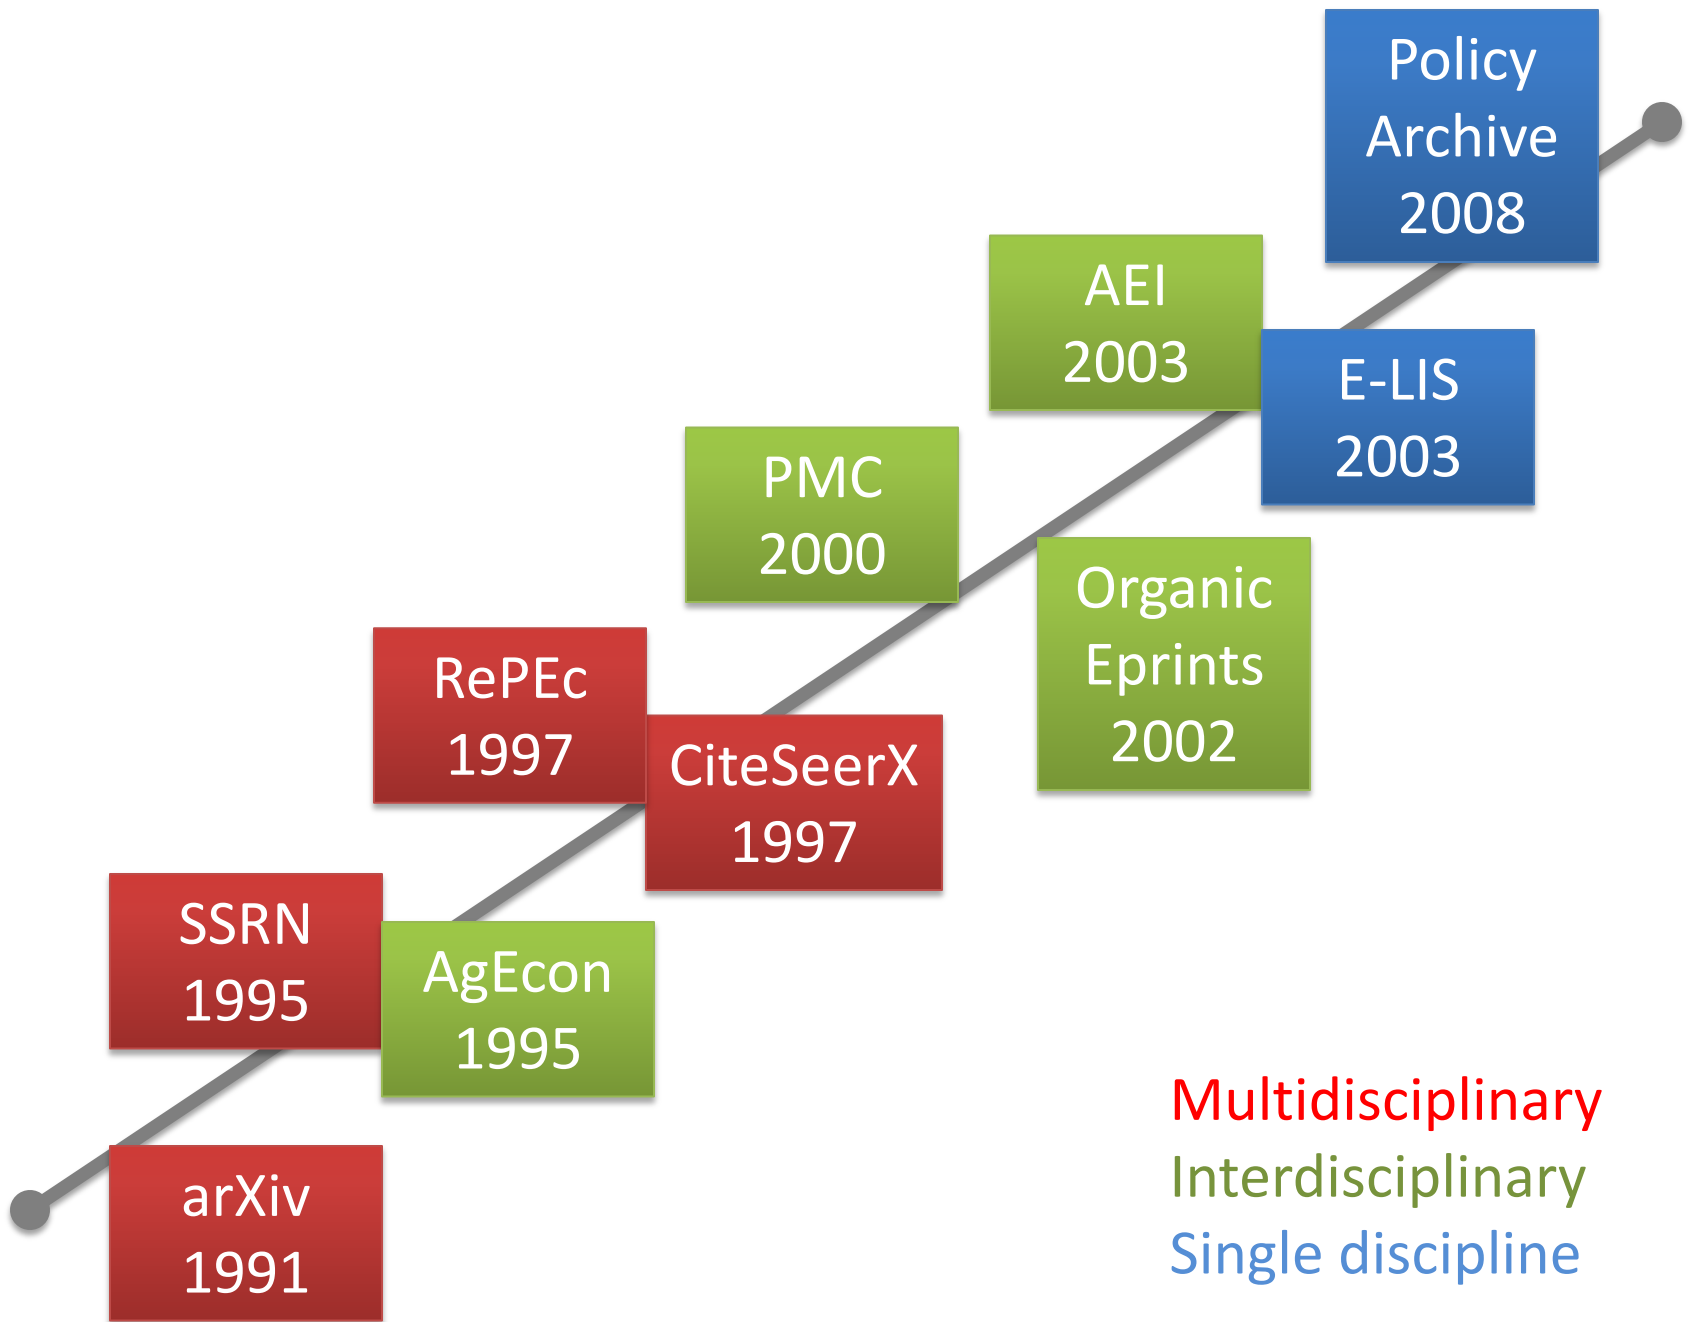 Policy
Archive
2008
AEI
2003
E-LIS
2003
PMC
2000
Organic
Eprints
2002
RePEc
1997
CiteSeerX
1997
SSRN
1995
AgEcon
1995
arXiv
1991
Multidisciplinary
Interdisciplinary
Single discipline